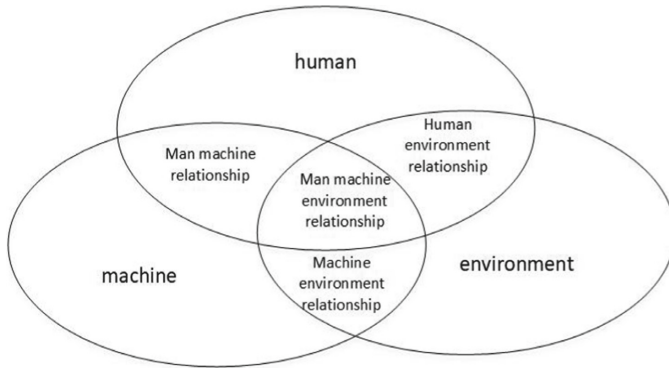 human
Man machine
relationship
Human
environment
relationship
Man machine
environment
relationship
machine
Machine
environment
relationship
environment